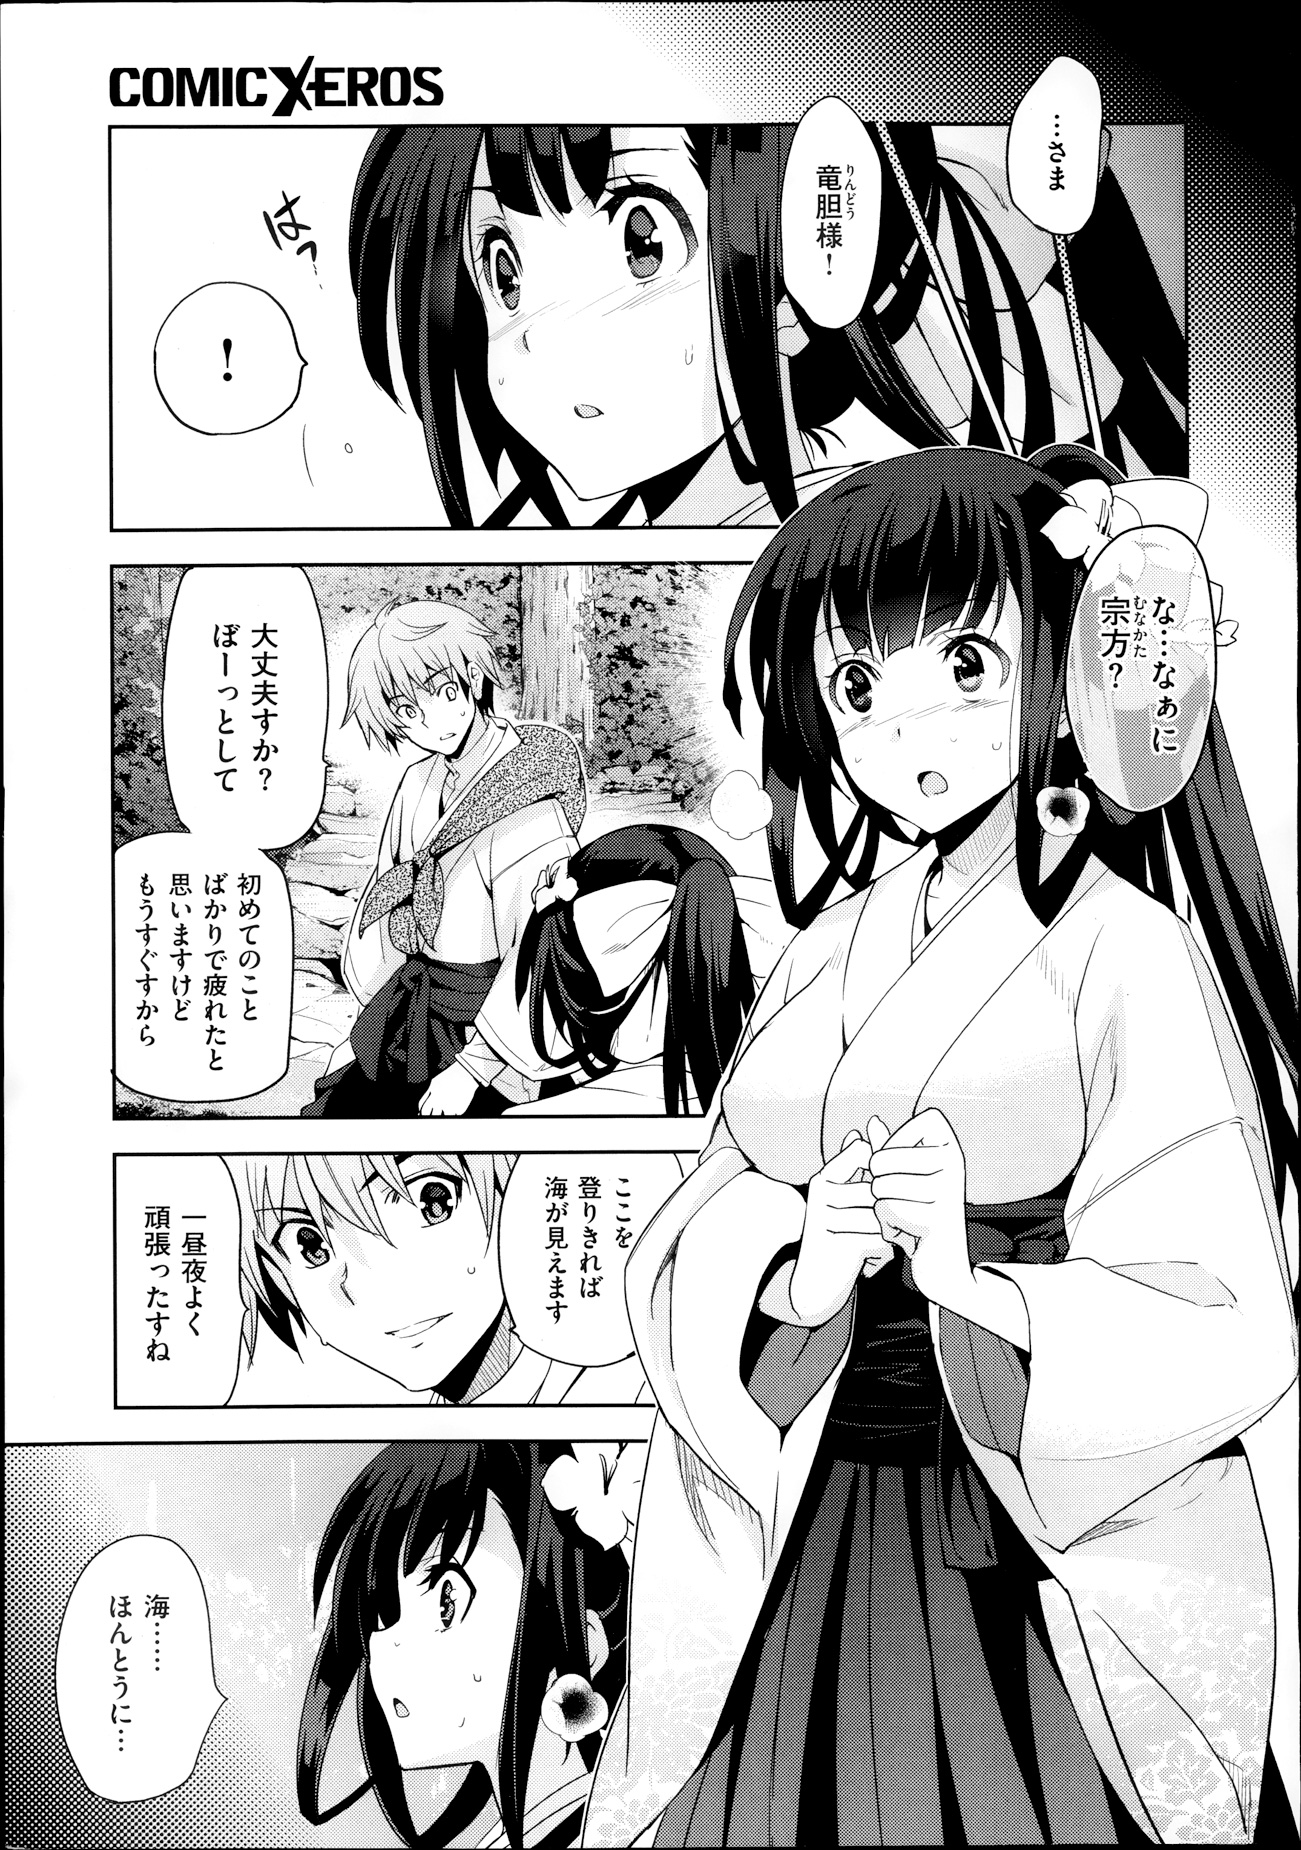 COMIC X-EROS
…さま
竜胆様！
りんどう
はっ
！
な…なぁに
宗方？
むなかた
大丈夫すか？
ぼーっとして
初めてのこと
ばかりで疲れたと
思いますけど
もうすぐすから
ここを
登りきれば
海が見えます
一昼夜よく
頑張ったすね
海……
ほんとうに…